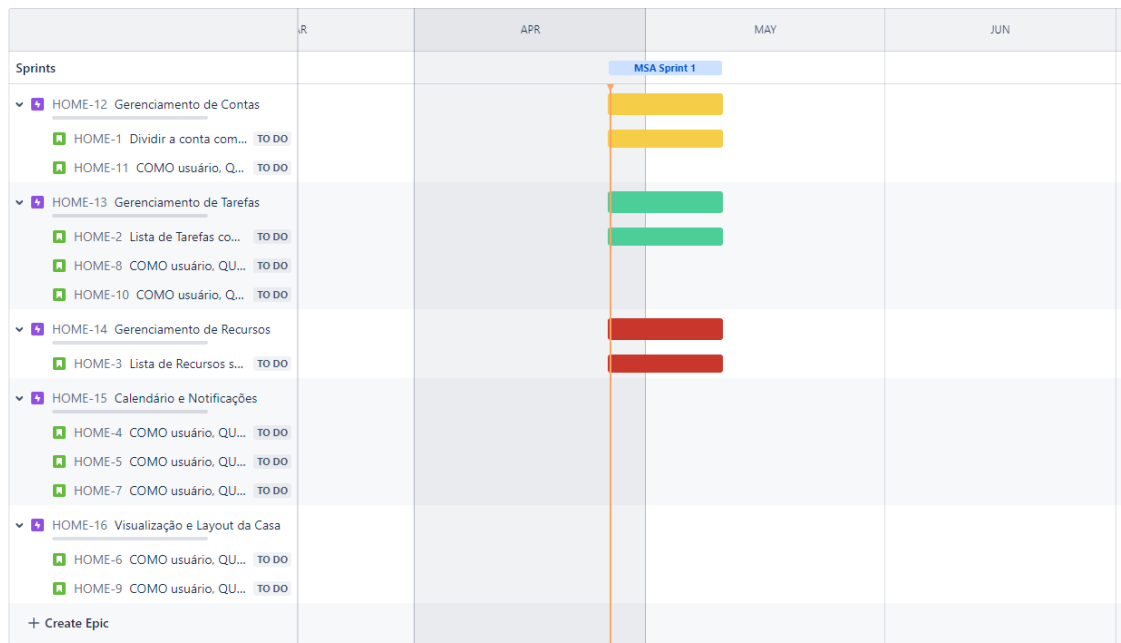 AR APR MAY JUN
Sprints MSA Sprint 1
HOME-12 Gerenciamento de Contas
HOME-1 Dividir a conta com... TO DO
HOME-11 COMO usuário, Q... TO DO
HOME-13 Gerenciamento de Tarefas
HOME-2 Lista de Tarefas co... TO DO
HOME-8 COMO usuário, QU... TO DO
HOME-10 COMO usuário, Q... TO DO
HOME-14 Gerenciamento de Recursos
HOME-3 Lista de Recursos s... TO DO
HOME-15 Calendário e Notificações
HOME-4 COMO usuário, QU... TO DO
HOME-5 COMO usuário, QU... TO DO
HOME-7 COMO usuário, QU... TO DO
HOME-16 Visualização e Layout da Casa
HOME-6 COMO usuário, QU... TO DO
HOME-9 COMO usuário, QU... TO DO
+ Create Epic